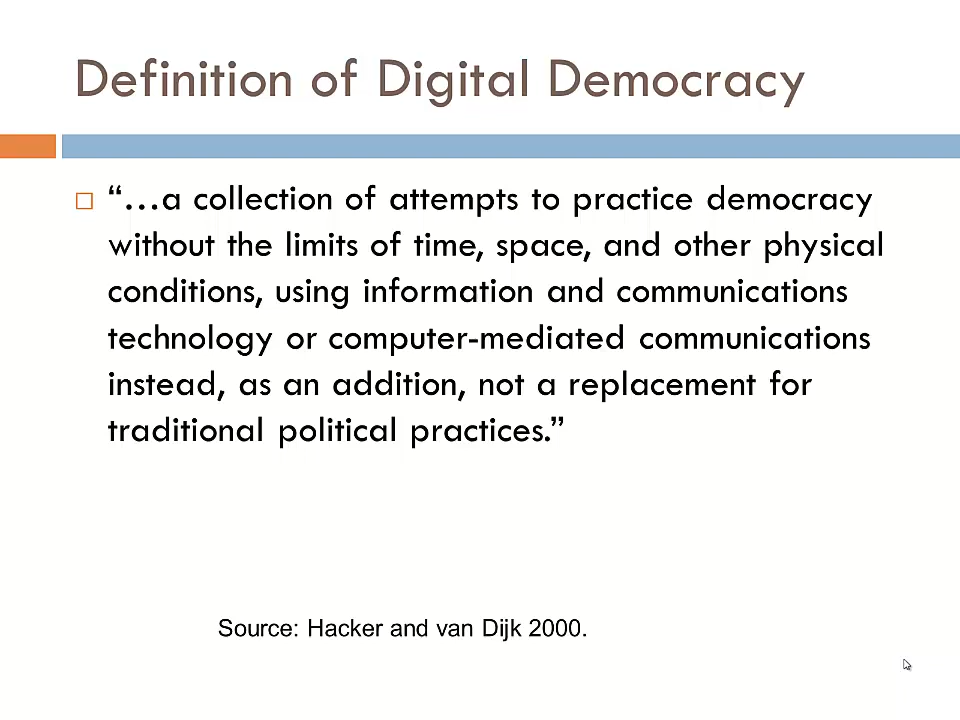 Definition of Digital Democracy
“…a collection of attempts to practice democracy
without the limits of time, space, and other physical
conditions, using information and communications
technology or computer-mediated communications
instead, as an addition, not a replacement for
traditional political practices.”
Source: Hacker and van Dijk 2000.